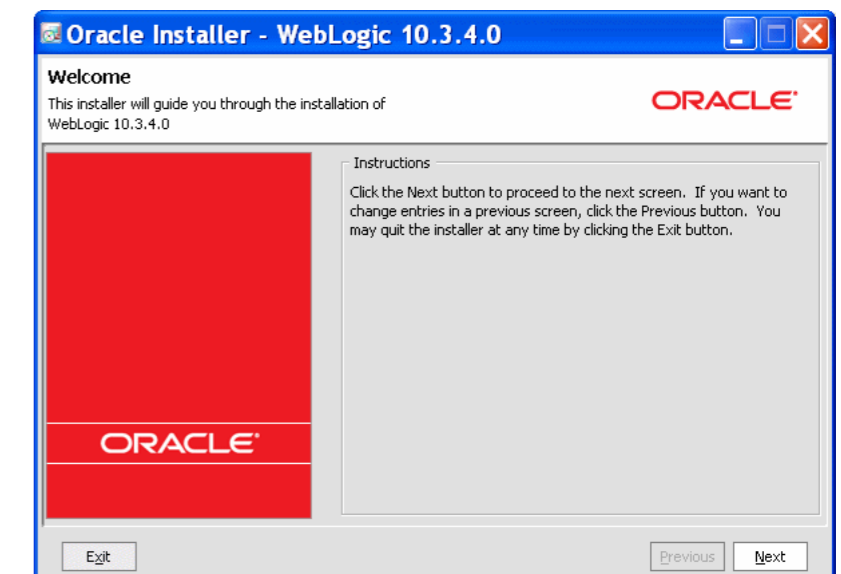 Oracle Installer - WebLogic 10.3.4.0
Welcome
This installer will guide you through the installation of
WebLogic 10.3.4.0
ORACLE
Instructions
Click the Next button to proceed to the next screen. If you want to
change entries in a previous screen, click the Previous button. You
may quit the installer at any time by clicking the Exit button.
ORACLE
Exit
Previous
Next